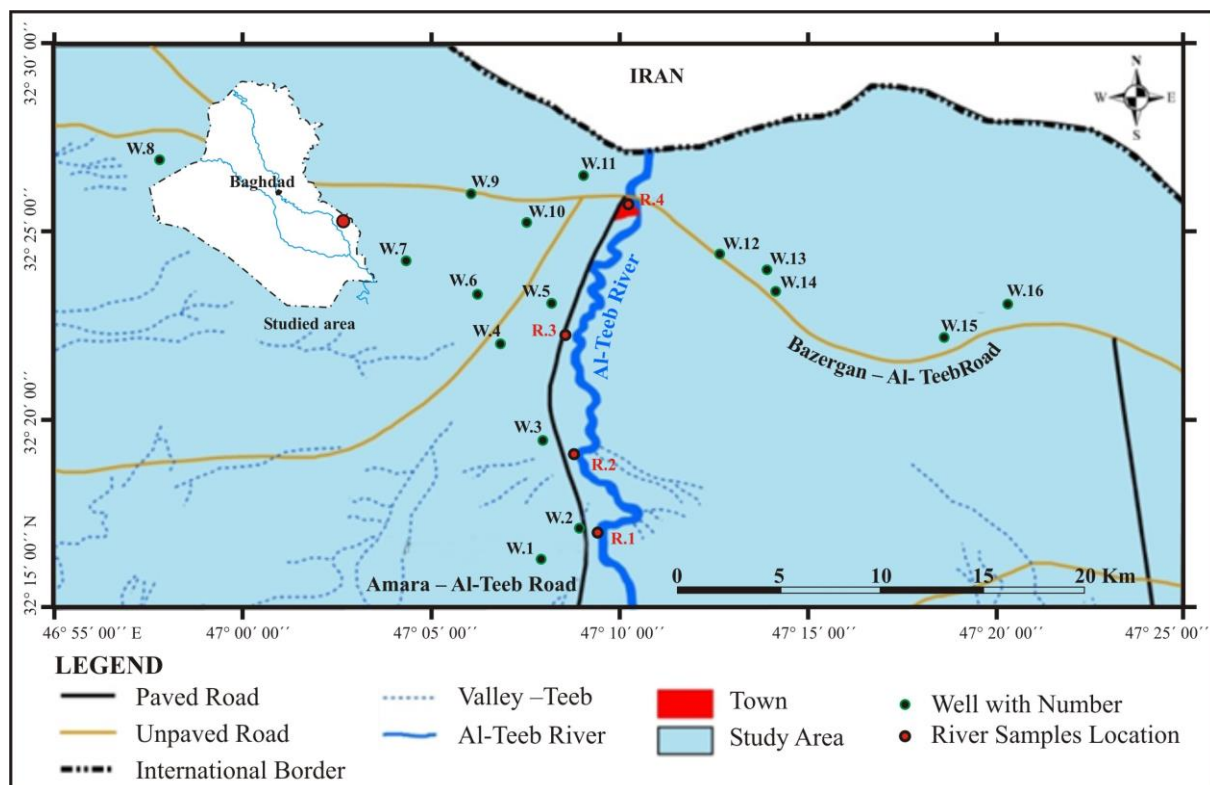 32° 30′ 00′′
32° 25′ 00′′
32° 20′ 00′′
32° 15′ 00′′ N
IRAN
N
W E
S
W.8
W.11
Baghdad
W.9
R.4
W.10
W.7
W.12
W.13
W.14
W.6
W.5
W.16
Studied area
R.3
Al-Teeb River
W.4
W.15
Bazergan – Al- TeebRoad
W.3
R.2
W.2
R.1
W.1
Amara – Al-Teeb Road
0 5 10 15 20 Km
46° 55′ 00′′ E 47° 00′ 00′′ 47° 05′ 00′′ 47° 10′ 00′′ 47° 15′ 00′′ 47° 20′ 00′′ 47° 25′ 00′′
LEGEND
Paved Road
Unpaved Road
International Border
Valley –Teeb
Al-Teeb River
Town
Study Area
Well with Number
River Samples Location